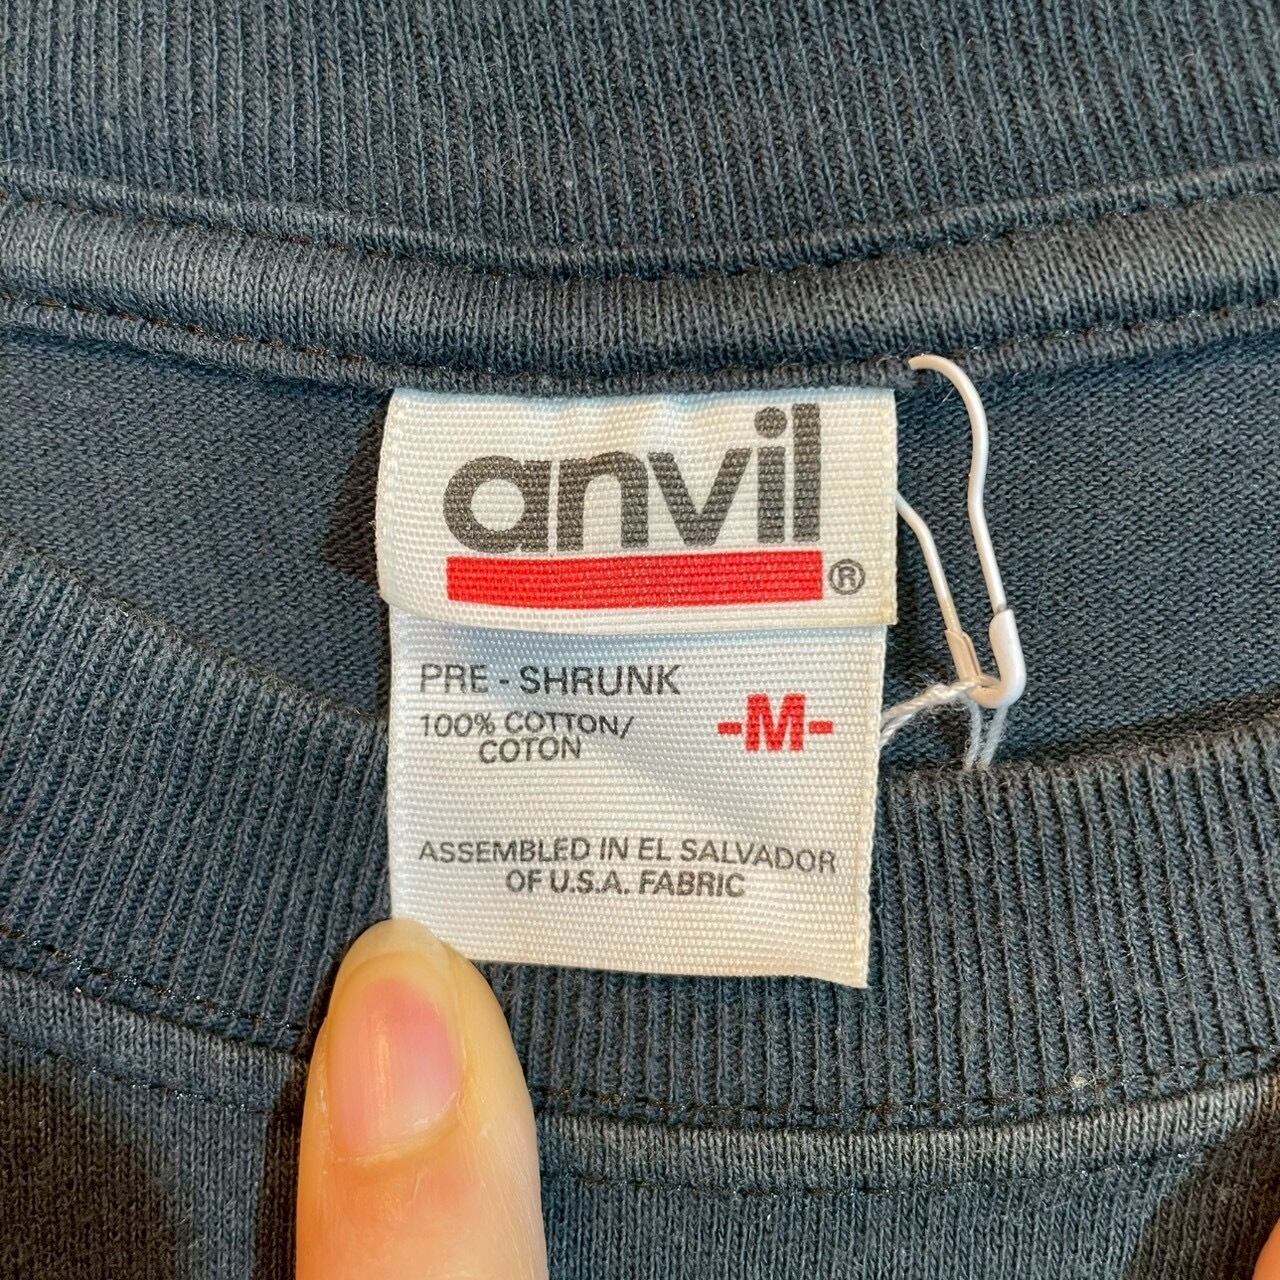 anvil®
PRE - SHRUNK
100% COTTON/
COTON
-M-
ASSEMBLED IN EL SALVADOR
OF U.S.A. FABRIC